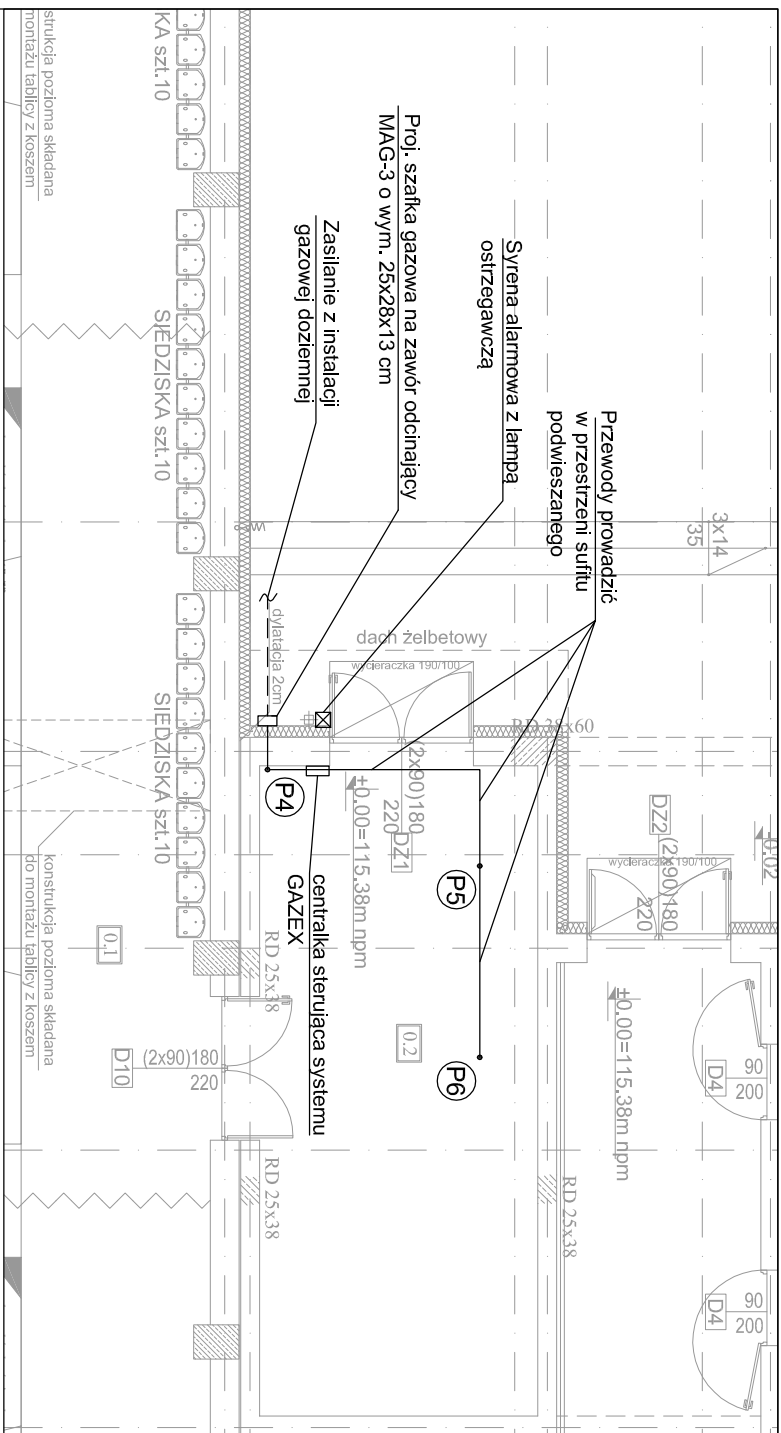 Przewody prowadzić
w przestrzeni sufitu
podwieszanego
Syrena alarmowa z lampą
ostrzegawczą
Proj. szafka gazowa na zawór odcinający
MAG-3 o wym. 25x28x13 cm
Zasilanie z instalacji
gazowej doziemnej
strukcja pozioma składana
montażu tablicy z koszem
KA szt.10
SIEDZISKA szt.10
SIEDZISKA szt.10
3x14
35
dach żelbetowy
wycieraczka 190/100
dylatacja 2cm
RD 38x60
(2x90)180
220
DZ1
±0.00=115.38m npm
P4
P5
P6
centralka sterująca systemu
GAZEX
DZ2
(2x90)180
220
wycieraczka 190/100
-0.02
±0.00=115.38m npm
90
200
D4
90
200
D4
0.2
0.1
RD 25x38
RD 25x38
RD 25x38
(2x90)180
220
D10
konstrukcja pozioma składana
do montażu tablicy z koszem